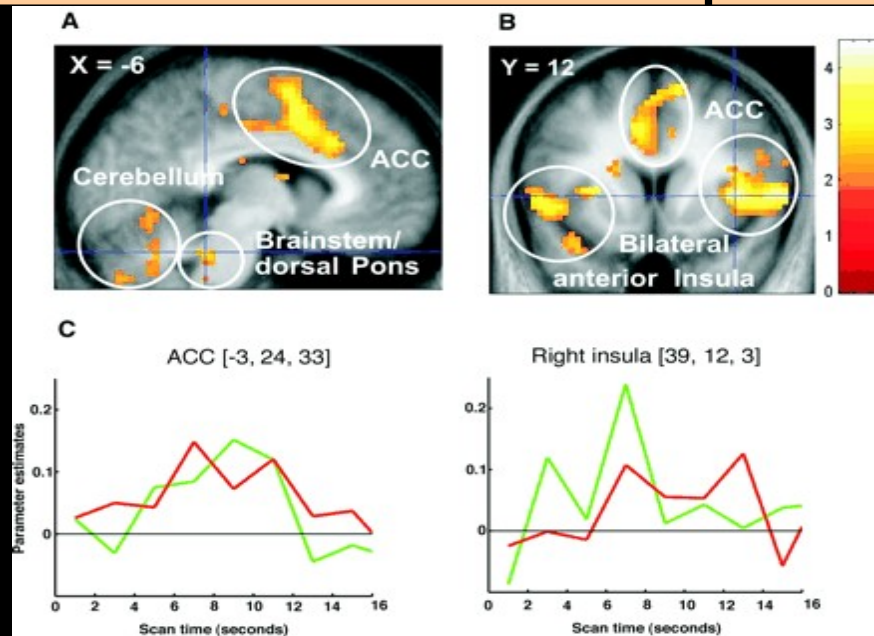 A
X = -6
ACC
Cerebellum
Brainstem/
dorsal Pons
B
Y = 12
ACC
Bilateral
anterior Insula
4
3
2
1
0
C
ACC [-3, 24, 33]
Parameter estimates
0.2
0.1
0
0 2 4 6 8 10 12 14 16
Scan time (seconds)
Right insula [39, 12, 3]
0.2
0.1
0
0 2 4 6 8 10 12 14 16
Scan time (seconds)